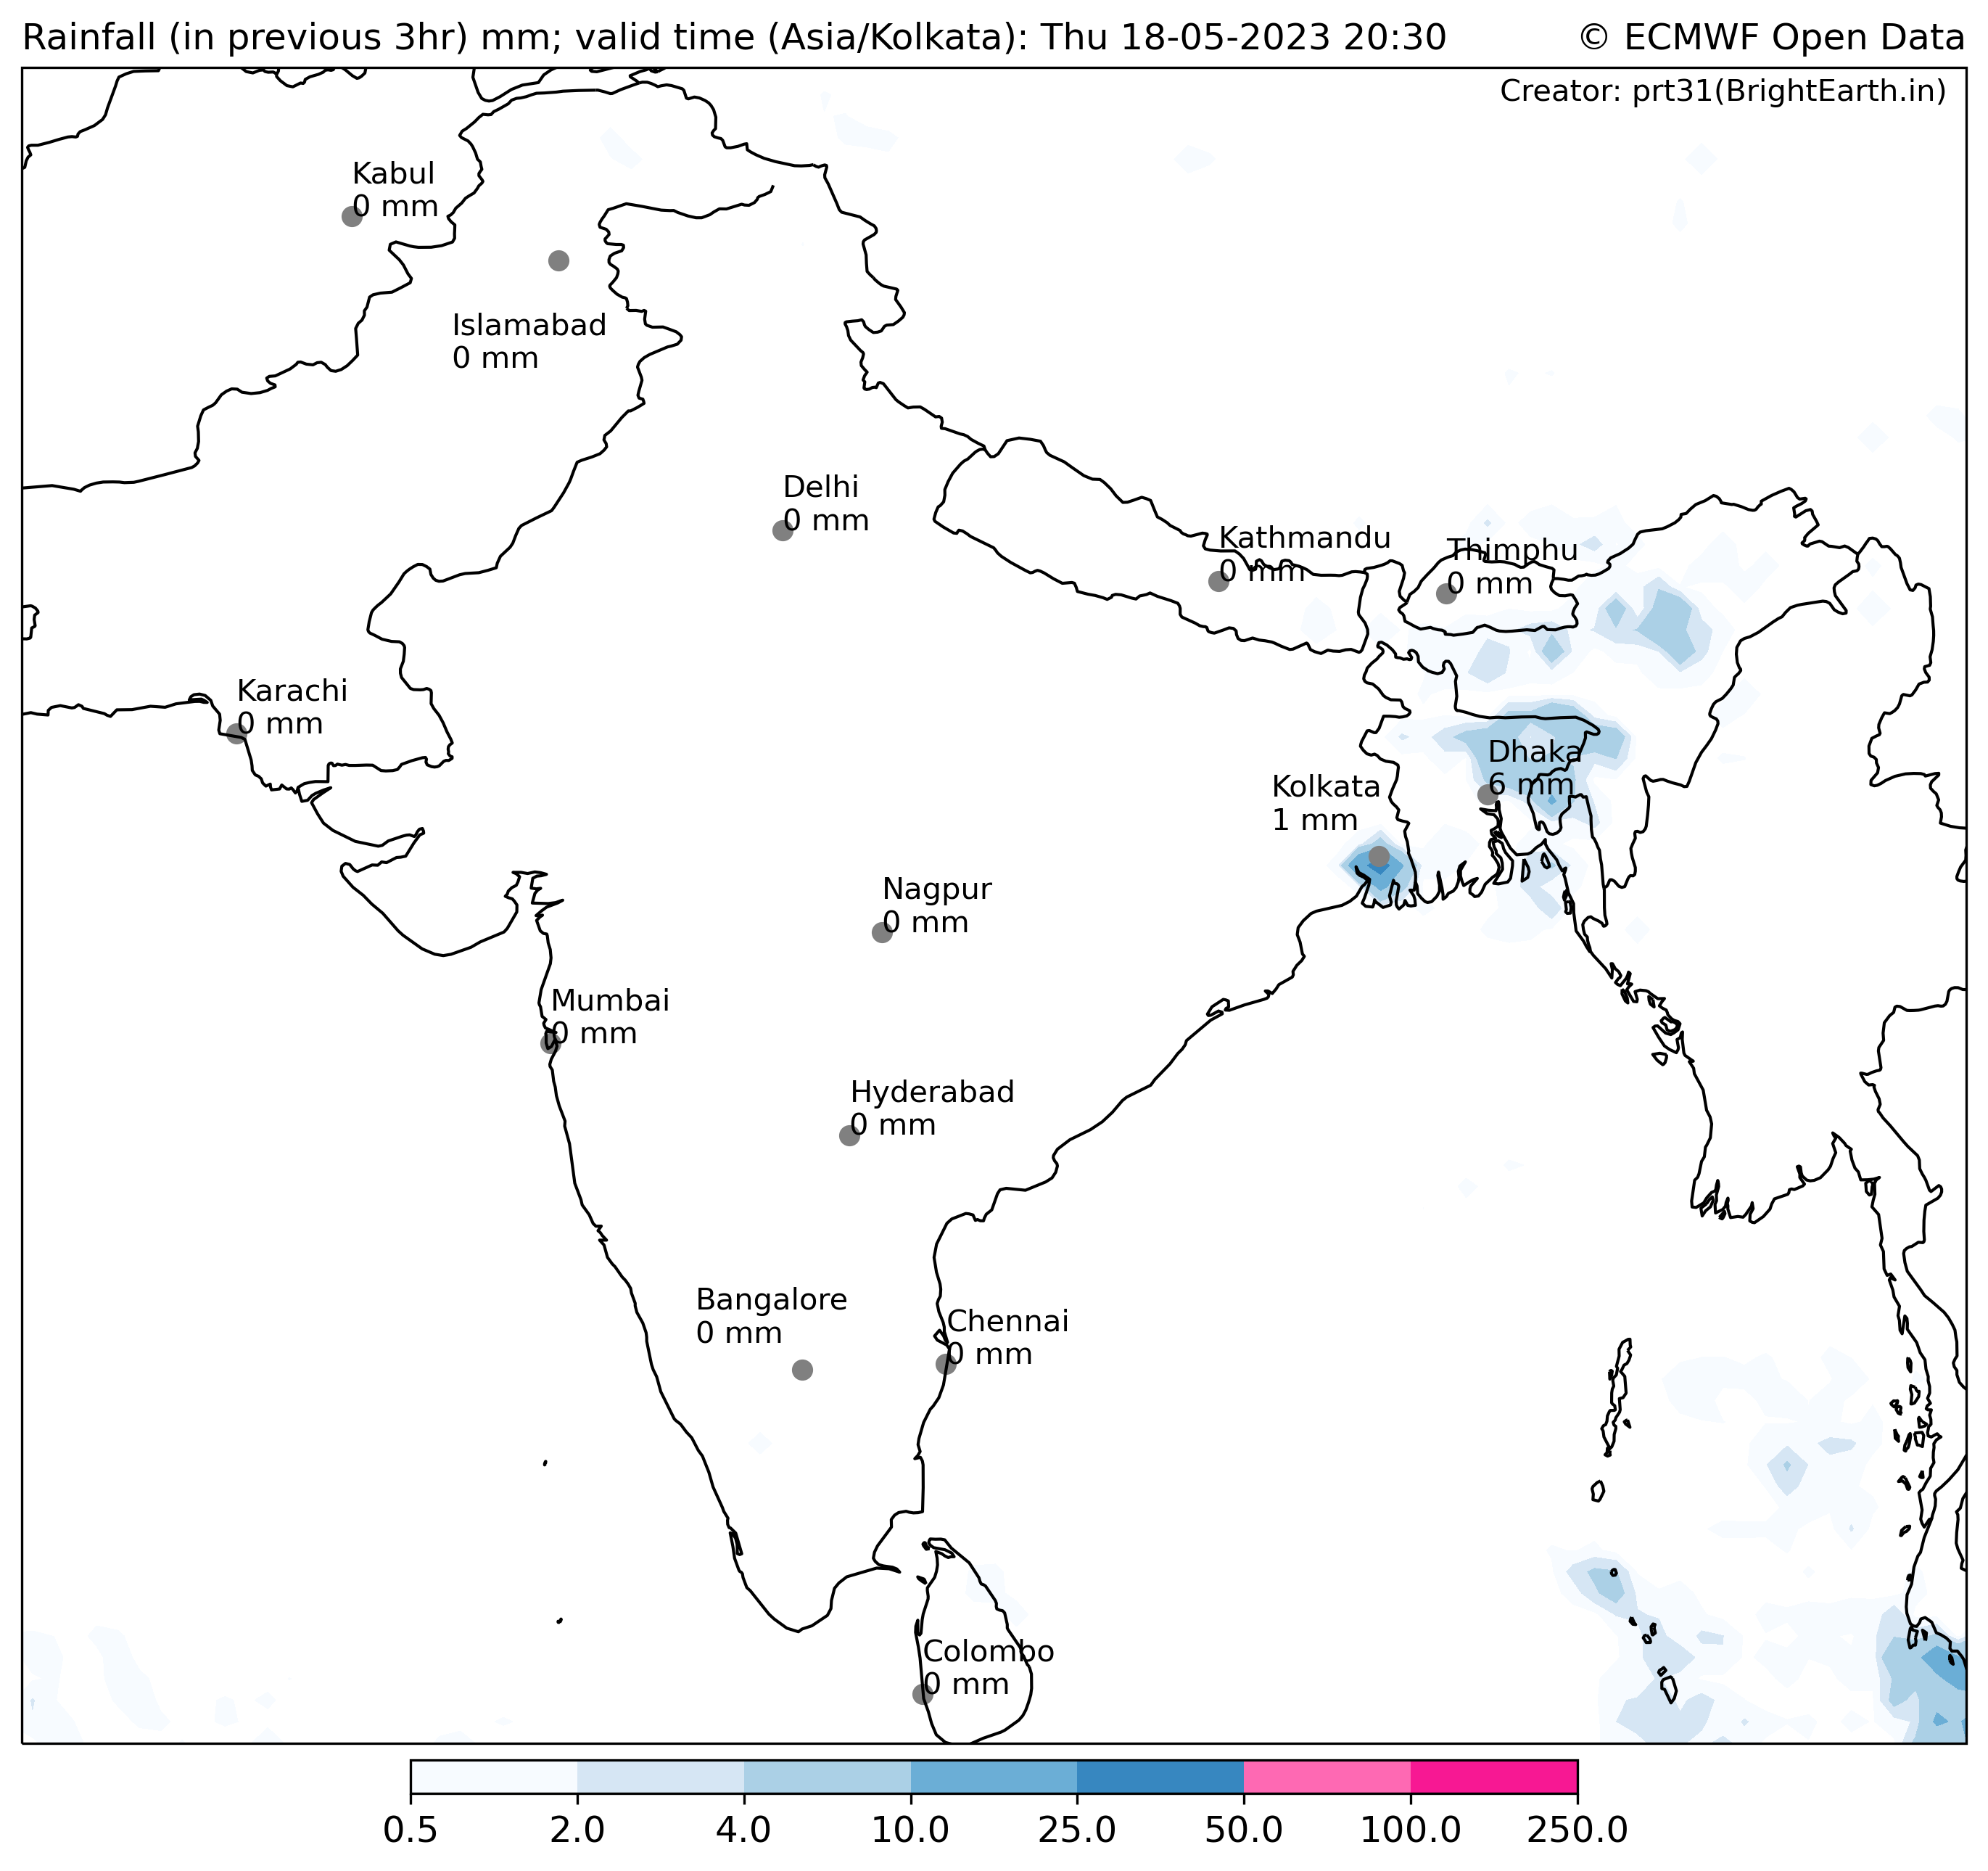 Rainfall (in previous 3hr) mm; valid time (Asia/Kolkata): Thu 18-05-2023 20:30
© ECMWF Open Data
Creator: prt31(BrightEarth.in)
Kabul
0 mm
Islamabad
0 mm
Delhi
0 mm
Kathmandu
0 mm
Thimphu
0 mm
Karachi
0 mm
Dhaka
6 mm
Kolkata
1 mm
Nagpur
0 mm
Mumbai
0 mm
Hyderabad
0 mm
Bangalore
0 mm
Chennai
0 mm
Colombo
0 mm
0.5 2.0 4.0 10.0 25.0 50.0 100.0 250.0